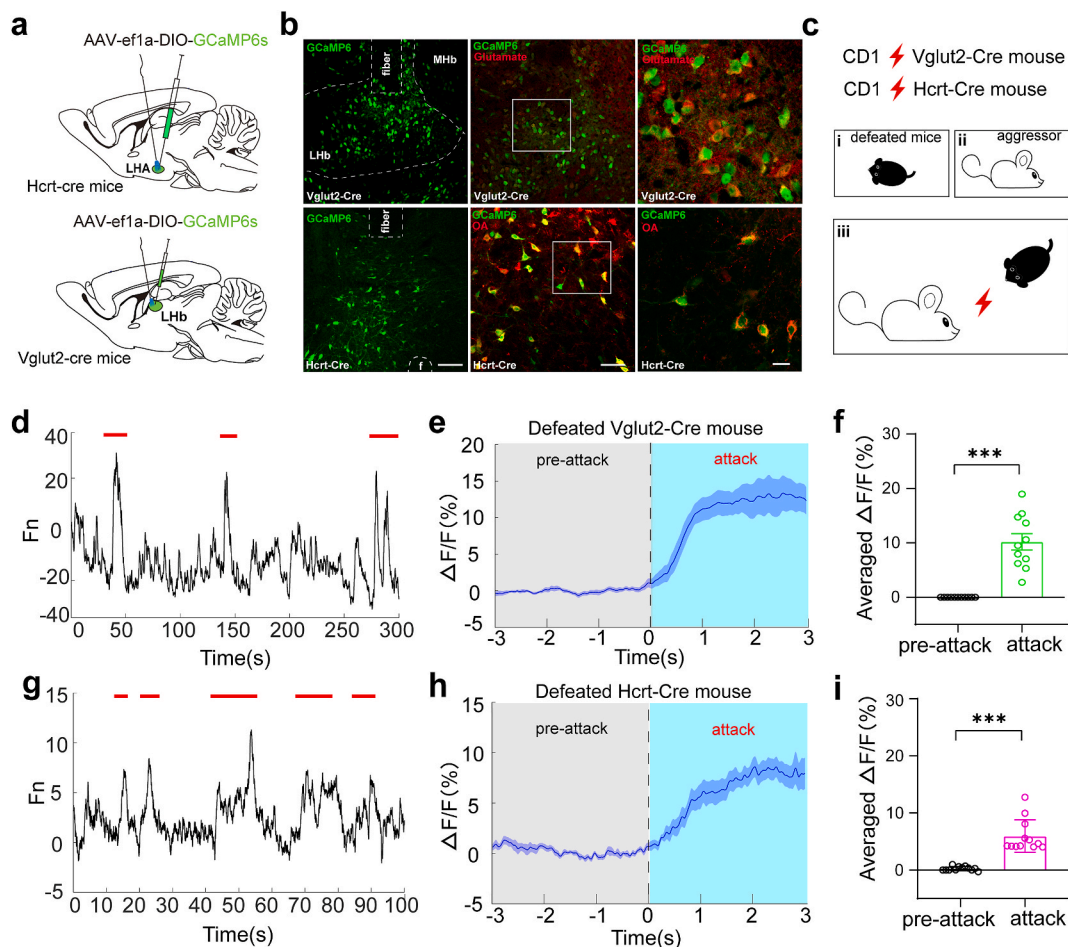 a
AAV-ef1a-DIO-GCaMP6s
LHA
Hcrt-cre mice
AAV-ef1a-DIO-GCaMP6s
LHb
Vglut2-cre mice
b
GCaMP6
fiber
MHb
LHb
Vglut2-Cre
GCaMP6
Glutamate
Vglut2-Cre
GCaMP6
Glutamate
Vglut2-Cre
GCaMP6
fiber
Hcrt-Cre
f
GCaMP6
OA
Hcrt-Cre
GCaMP6
OA
Hcrt-Cre
c
CD1 Vglut2-Cre mouse
CD1 Hcrt-Cre mouse
i defeated mice
ii aggressor
iii
d
40
20
0
-20
-40
Fn
0 50 100 150 200 250 300
Time(s)
e
Defeated Vglut2-Cre mouse
pre-attack
attack
20
15
10
5
0
-5
ΔF/F(%)
-3 -2 -1 0 1 2 3
Time(s)
f
30
20
10
0
Averaged ΔF/F(%)
***
pre-attack attack
g
15
10
5
0
-5
Fn
0 10 20 30 40 50 60 70 80 90 100
Time(s)
h
Defeated Hcrt-Cre mouse
pre-attack
attack
15
10
5
0
-5
ΔF/F(%)
-3 -2 -1 0 1 2 3
Time(s)
i
30
20
10
0
Averaged ΔF/F(%)
***
pre-attack attack